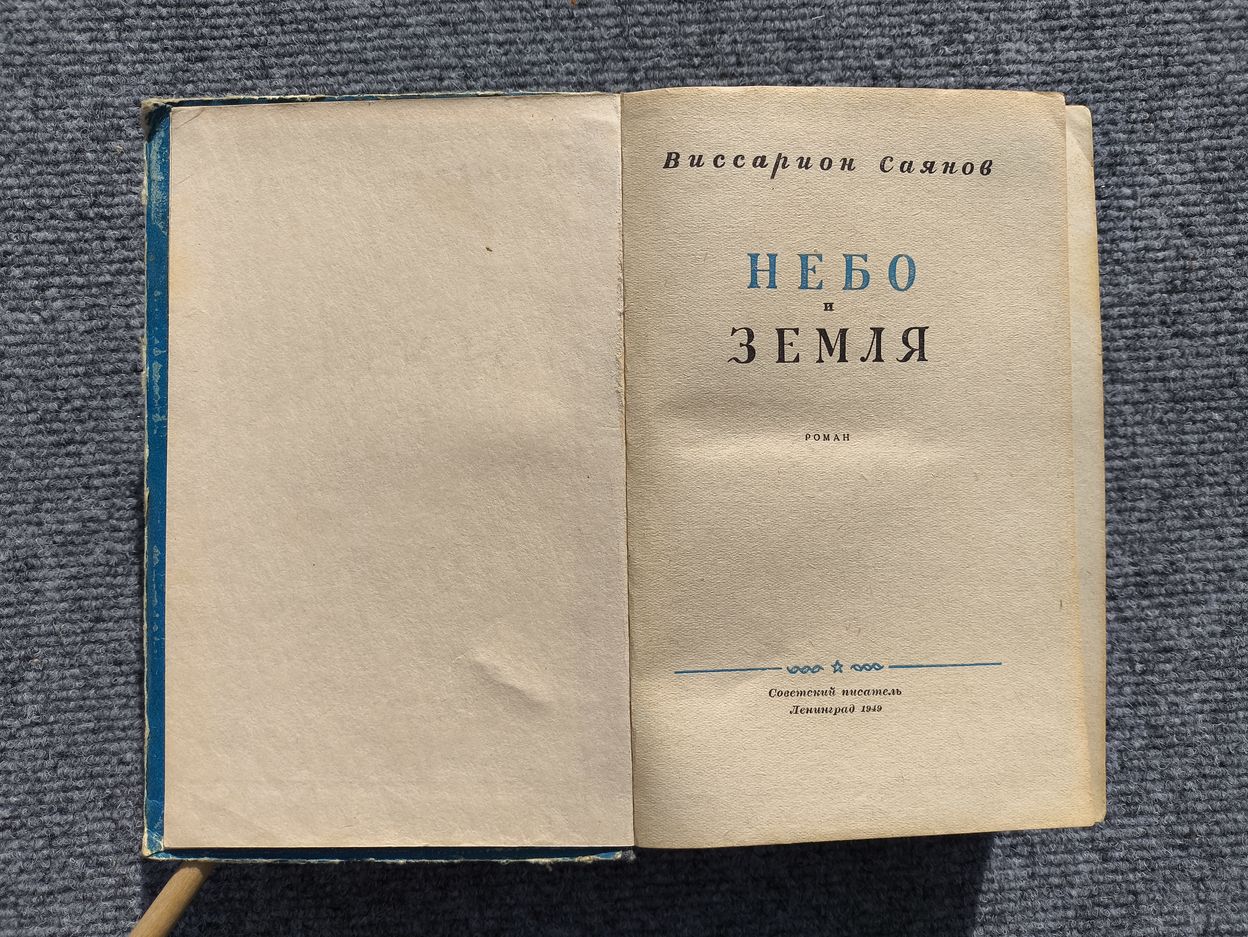 Виссарион Саянов
НЕБО
и
ЗЕМЛЯ
РОМАН
Советский писатель
Ленинград 1949